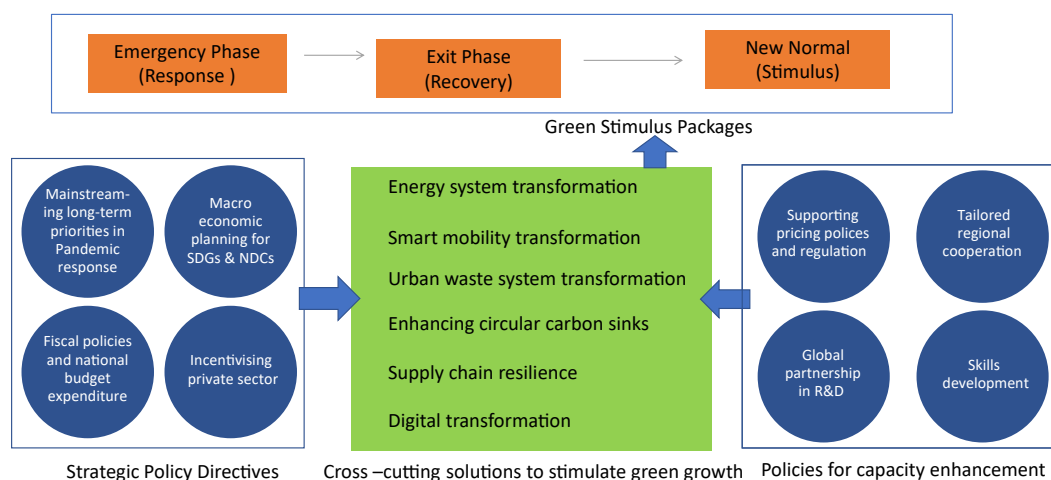 Emergency Phase
(Response )
Exit Phase
(Recovery)
New Normal
(Stimulus)
Green Stimulus Packages
Mainstream-
ing long-term
priorities in
Pandemic
response
Macro
economic
planning for
SDGs & NDCs
Fiscal policies
and national
budget
expenditure
Incentivising
private sector
Energy system transformation
Smart mobility transformation
Urban waste system transformation
Enhancing circular carbon sinks
Supply chain resilience
Digital transformation
Supporting
pricing polices
and regulation
Tailored
regional
cooperation
Global
partnership
in R&D
Skills
development
Strategic Policy Directives
Cross –cutting solutions to stimulate green growth
Policies for capacity enhancement